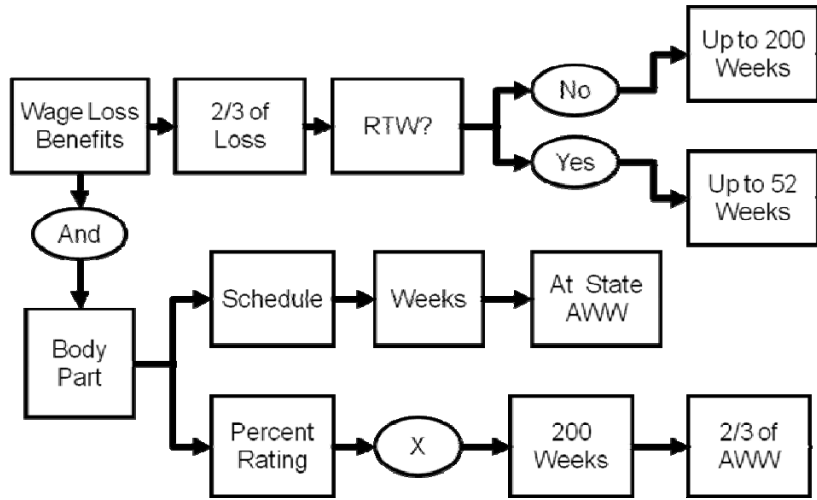 Wage Loss
Benefits
2/3 of
Loss
RTW?
No
Up to 200
Weeks
Yes
Up to 52
Weeks
And
Body
Part
Schedule
Weeks
At State
AWW
Percent
Rating
X
200
Weeks
2/3 of
AWW